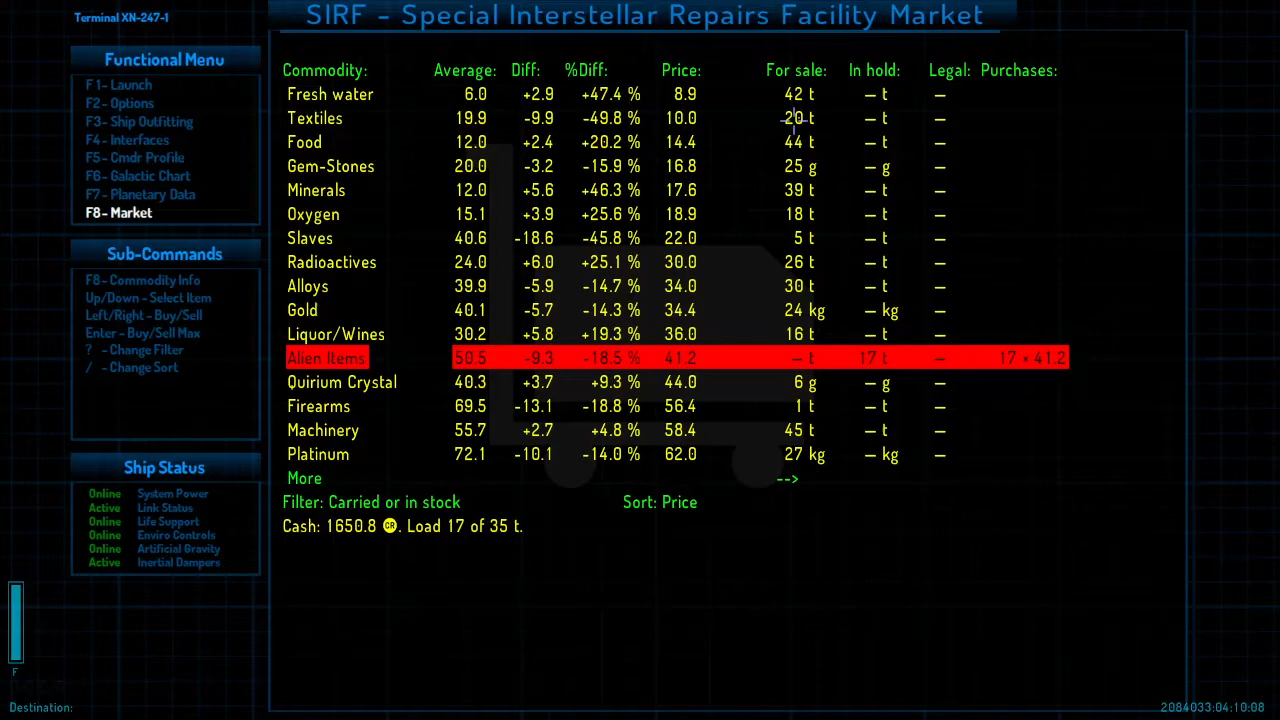 Terminal XN-247-1
SIRF - Special Interstellar Repairs Facility Market
Functional Menu
F1- Launch
F2- Options
F3- Ship Outfitting
F4- Interfaces
F5- Cmdr Profile
F6- Galactic Chart
F7- Planetary Data
F8- Market
Sub-Commands
F8- Commodity Info
Up/Down - Select Item
Left/Right - Buy/Sell
Enter - Buy/Sell Max
? - Change Filter
/ - Change Sort
Ship Status
Online System Power
Active Link Status
Online Life Support
Online Enviro Controls
Online Artificial Gravity
Active Inertial Dampers
Commodity: Average: Diff: %Diff: Price: For sale: In hold: Legal: Purchases:
Fresh water 6.0 +2.9 +47.4 % 8.9 42 t – t –
Textiles 19.9 -9.9 -49.8 % 10.0 20 t – t –
Food 12.0 +2.4 +20.2 % 14.4 44 t – t –
Gem-Stones 20.0 -3.2 -15.9 % 16.8 25 g – g –
Minerals 12.0 +5.6 +46.3 % 17.6 39 t – t –
Oxygen 15.1 +3.9 +25.6 % 18.9 18 t – t –
Slaves 40.6 -18.6 -45.8 % 22.0 5 t – t –
Radioactives 24.0 +6.0 +25.1 % 30.0 26 t – t –
Alloys 39.9 -5.9 -14.7 % 34.0 30 t – t –
Gold 40.1 -5.7 -14.3 % 34.4 24 kg – kg –
Liquor/Wines 30.2 +5.8 +19.3 % 36.0 16 t – t –
Alien Items 50.5 -9.3 -18.5 % 41.2 – t 17 t – 17 × 41.2
Quirium Crystal 40.3 +3.7 +9.3 % 44.0 6 g – g –
Firearms 69.5 -13.1 -18.8 % 56.4 1 t – t –
Machinery 55.7 +2.7 +4.8 % 58.4 45 t – t –
Platinum 72.1 -10.1 -14.0 % 62.0 27 kg – kg –
More -->
Filter: Carried or in stock Sort: Price
Cash: 1650.8 CR. Load 17 of 35 t.
F
Destination:
2084033:04:10:08